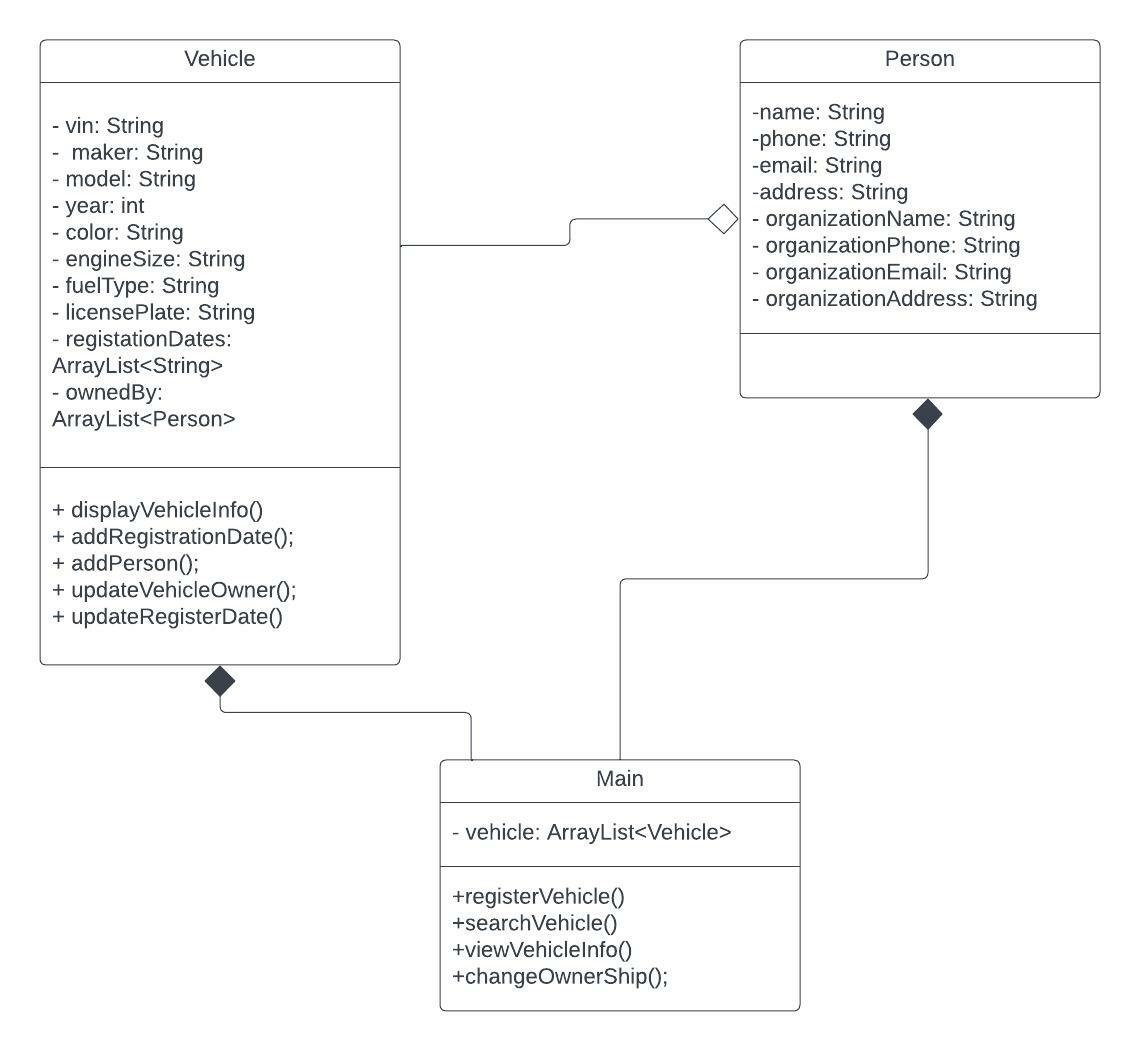 Vehicle
- vin: String
-  maker: String
- model: String
- year: int
- color: String
- engineSize: String
- fuelType: String
- licensePlate: String
- registationDates:
ArrayList<String>
- ownedBy:
ArrayList<Person>
+ displayVehicleInfo()
+ addRegistrationDate();
+ addPerson();
+ updateVehicleOwner();
+ updateRegisterDate()
Person
-name: String
-phone: String
-email: String
-address: String
- organizationName: String
- organizationPhone: String
- organizationEmail: String
- organizationAddress: String
Main
- vehicle: ArrayList<Vehicle>
+registerVehicle()
+searchVehicle()
+viewVehicleInfo()
+changeOwnerShip();